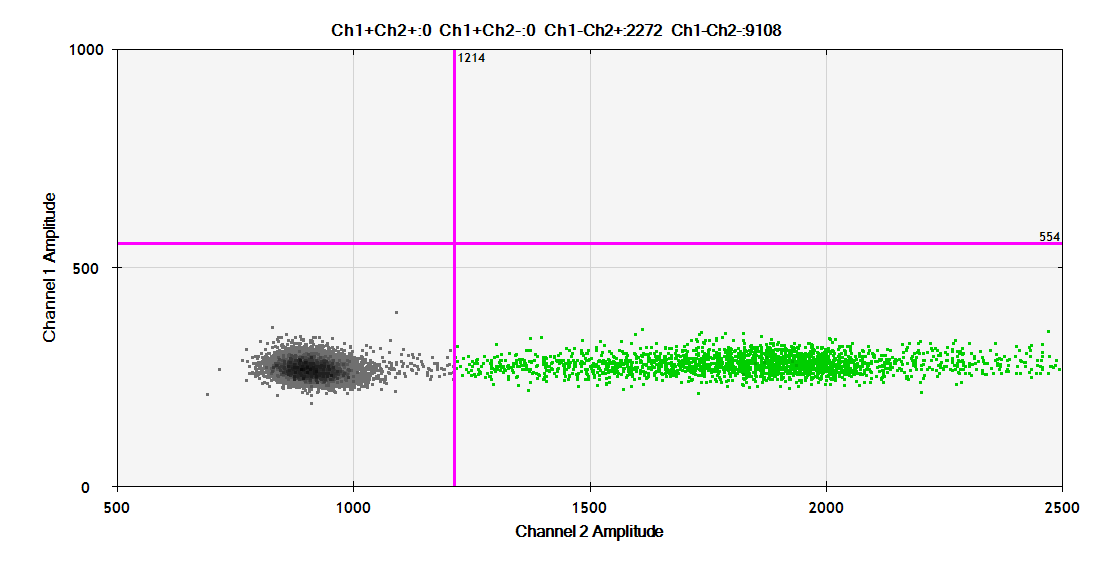 Ch1+Ch2+:0 Ch1+Ch2-:0 Ch1-Ch2+:2272 Ch1-Ch2-:9108
1000
1214
Channel 1 Amplitude
554
500
0
500 1000 1500 2000 2500
Channel 2 Amplitude